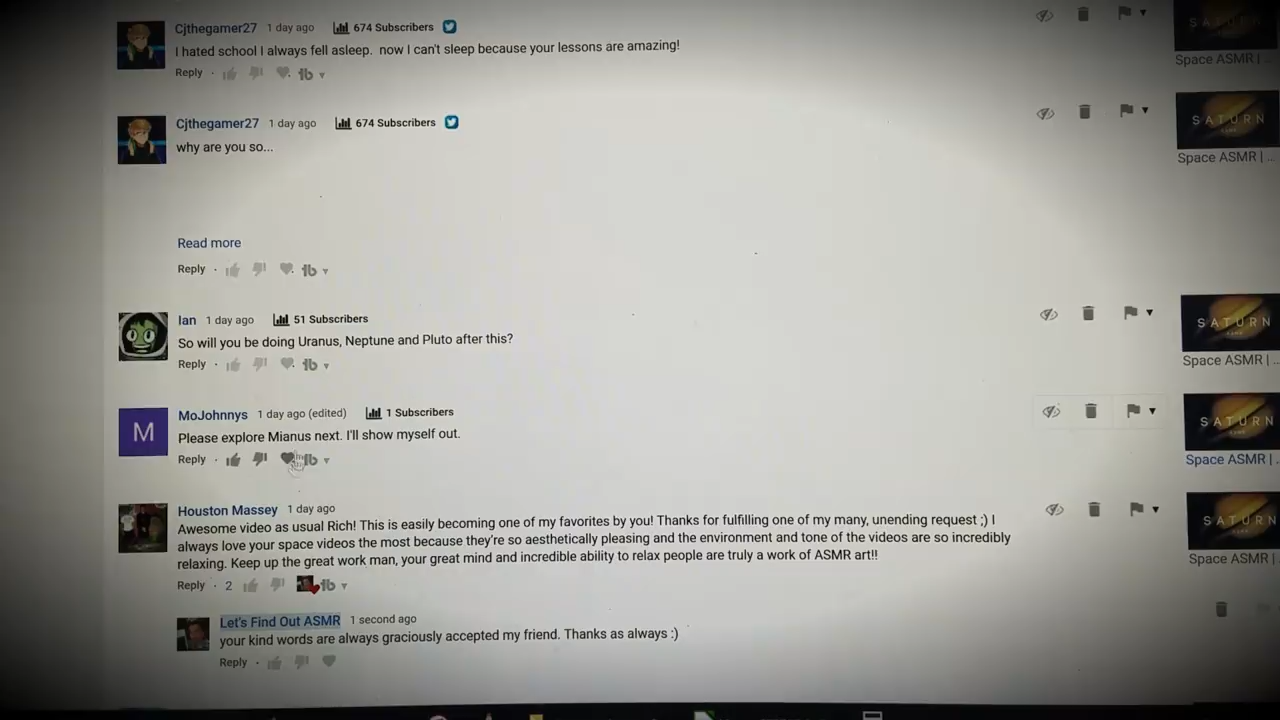 Cjthegamer27 1 day ago 674 Subscribers
I hated school I always fell asleep. now I can't sleep because your lessons are amazing!
Reply
Space ASMR | ...
Cjthegamer27 1 day ago 674 Subscribers
why are you so...
SATURN
Space ASMR | ...
Read more
Reply
Ian 1 day ago 51 Subscribers
So will you be doing Uranus, Neptune and Pluto after this?
Reply
SATURN
Space ASMR | ...
MoJohnnys 1 day ago (edited) 1 Subscribers
M
Please explore Mianus next. I'll show myself out.
Reply
SATURN
Space ASMR | .
Houston Massey 1 day ago
Awesome video as usual Rich! This is easily becoming one of my favorites by you! Thanks for fulfilling one of my many, unending request ;) I
always love your space videos the most because they're so aesthetically pleasing and the environment and tone of the videos are so incredibly
relaxing. Keep up the great work man, your great mind and incredible ability to relax people are truly a work of ASMR art!!
Reply · 2
SATURN
Space ASMR | .
Let's Find Out ASMR 1 second ago
your kind words are always graciously accepted my friend. Thanks as always :)
Reply